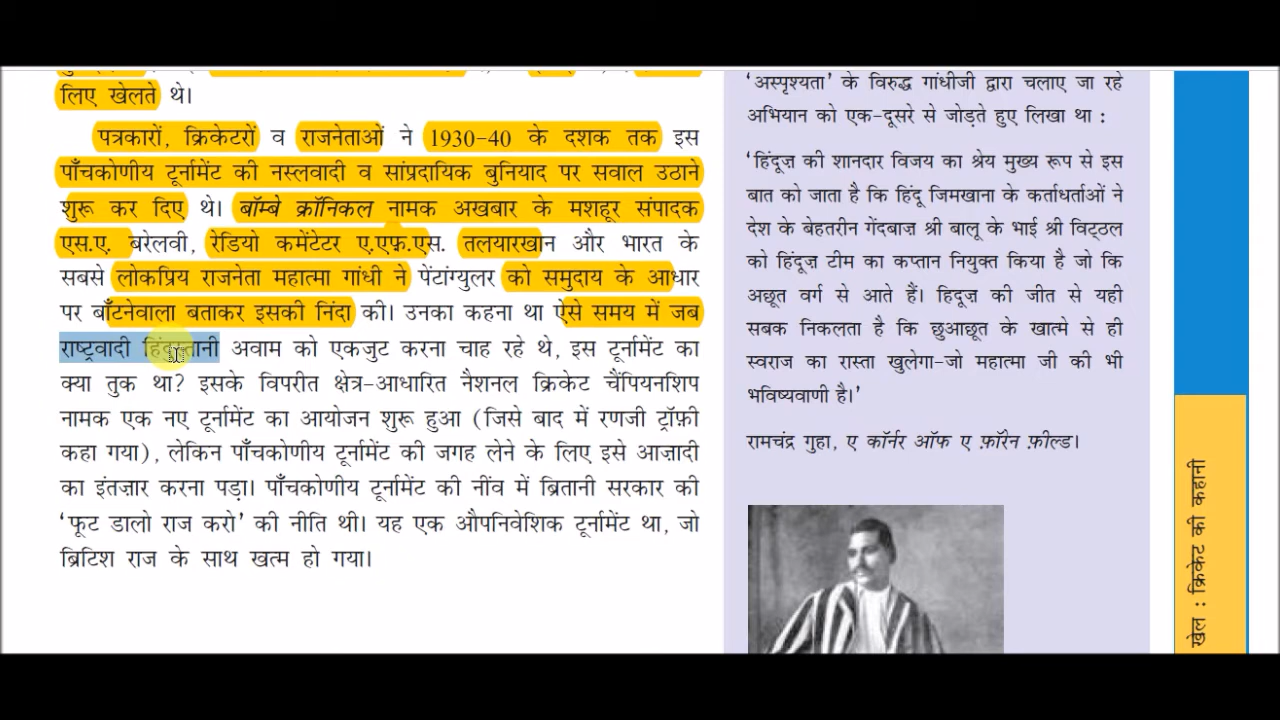 लिए खेलते थे।
पत्रकारों, क्रिकेटरों व राजनेताओं ने 1930-40 के दशक तक इस
पाँचकोणीय टूर्नामेंट की नस्लवादी व सांप्रदायिक बुनियाद पर सवाल उठाने
शुरू कर दिए थे। बॉम्बे क्रॉनिकल नामक अखबार के मशहूर संपादक
एस.ए. बरेलवी, रेडियो कमेंटेटर ए.एफ़.एस. तलयारखान और भारत के
सबसे लोकप्रिय राजनेता महात्मा गांधी ने पेंटांग्युलर को समुदाय के आधार
पर बाँटनेवाला बताकर इसकी निंदा की। उनका कहना था ऐसे समय में जब
राष्ट्रवादी हिंदुस्तानी अवाम को एकजुट करना चाह रहे थे, इस टूर्नामेंट का
क्या तुक था? इसके विपरीत क्षेत्र-आधारित नैशनल क्रिकेट चैंपियनशिप
नामक एक नए टूर्नामेंट का आयोजन शुरू हुआ (जिसे बाद में रणजी ट्रॉफ़ी
कहा गया), लेकिन पाँचकोणीय टूर्नामेंट की जगह लेने के लिए इसे आज़ादी
का इंतज़ार करना पड़ा। पाँचकोणीय टूर्नामेंट की नींव में ब्रितानी सरकार की
‘फूट डालो राज करो’ की नीति थी। यह एक औपनिवेशिक टूर्नामेंट था, जो
ब्रिटिश राज के साथ खत्म हो गया।
‘अस्पृश्यता’ के विरुद्ध गांधीजी द्वारा चलाए जा रहे
अभियान को एक-दूसरे से जोड़ते हुए लिखा था :
‘हिंदूज़ की शानदार विजय का श्रेय मुख्य रूप से इस
बात को जाता है कि हिंदू जिमखाना के कर्ताधर्ताओं ने
देश के बेहतरीन गेंदबाज़ श्री बालू के भाई श्री विट्ठल
को हिंदूज़ टीम का कप्तान नियुक्त किया है जो कि
अछूत वर्ग से आते हैं। हिदूज़ की जीत से यही
सबक निकलता है कि छुआछूत के खात्मे से ही
स्वराज का रास्ता खुलेगा-जो महात्मा जी की भी
भविष्यवाणी है।’
रामचंद्र गुहा, ए कॉर्नर ऑफ ए फ़ॉरेन फ़ील्ड।
खेल : क्रिकेट की कहानी